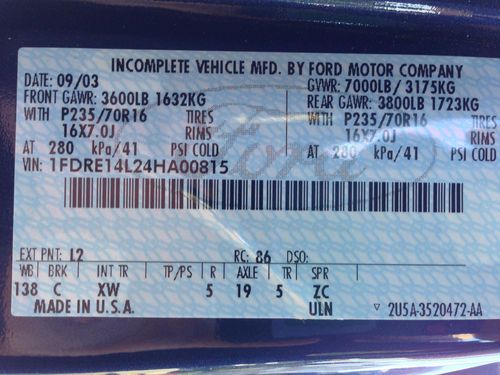 INCOMPLETE VEHICLE MFD. BY FORD MOTOR COMPANY
DATE: 09/03 GVWR: 7000LB/ 3175KG
FRONT GAWR: 3600LB 1632KG REAR GAWR: 3800LB 1723KG
WITH P235/70R16 TIRES WITH P235/70R16 TIRES
16X7.0J RIMS 16X7.0J RIMS
AT 280 kPa/41 PSI COLD AT 280 kPa/41 PSI COLD
VIN: 1FDRE14L24HA00815
Ford
EXT PNT: L2 RC: 86 DSO:
WB BRK INT TR TP/PS R AXLE TR SPR
138 C XW 5 19 5 ZC
MADE IN U.S.A. ULN ▽ 2U5A-3520472-AA